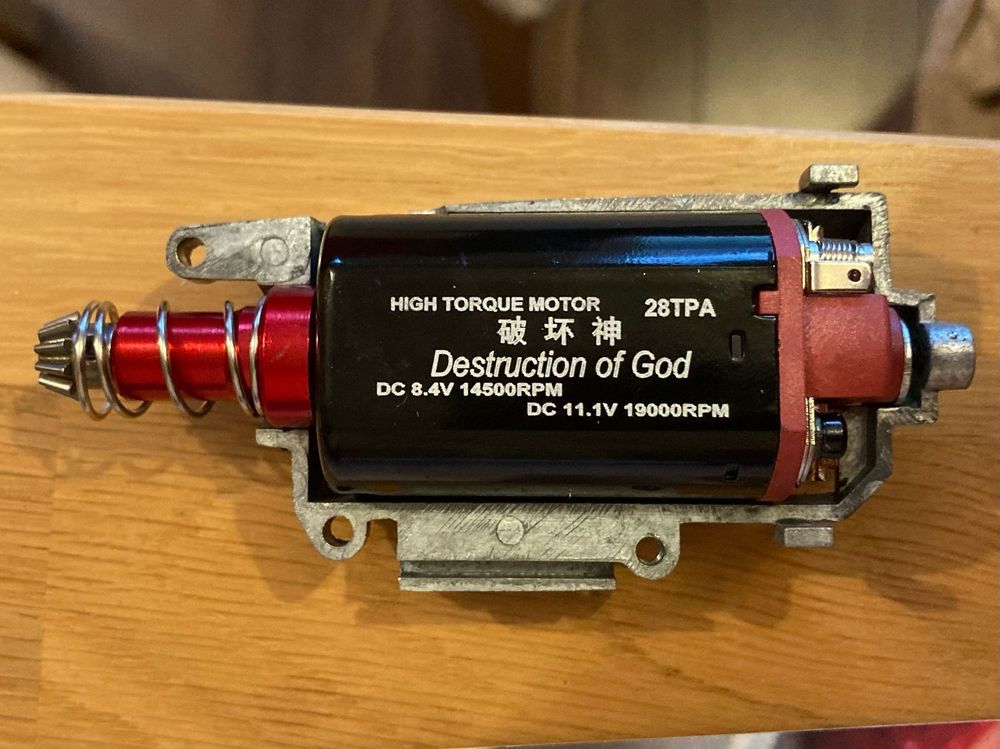 HIGH TORQUE MOTOR 28TPA
破坏神
Destruction of God
DC 8.4V 14500RPM
DC 11.1V 19000RPM